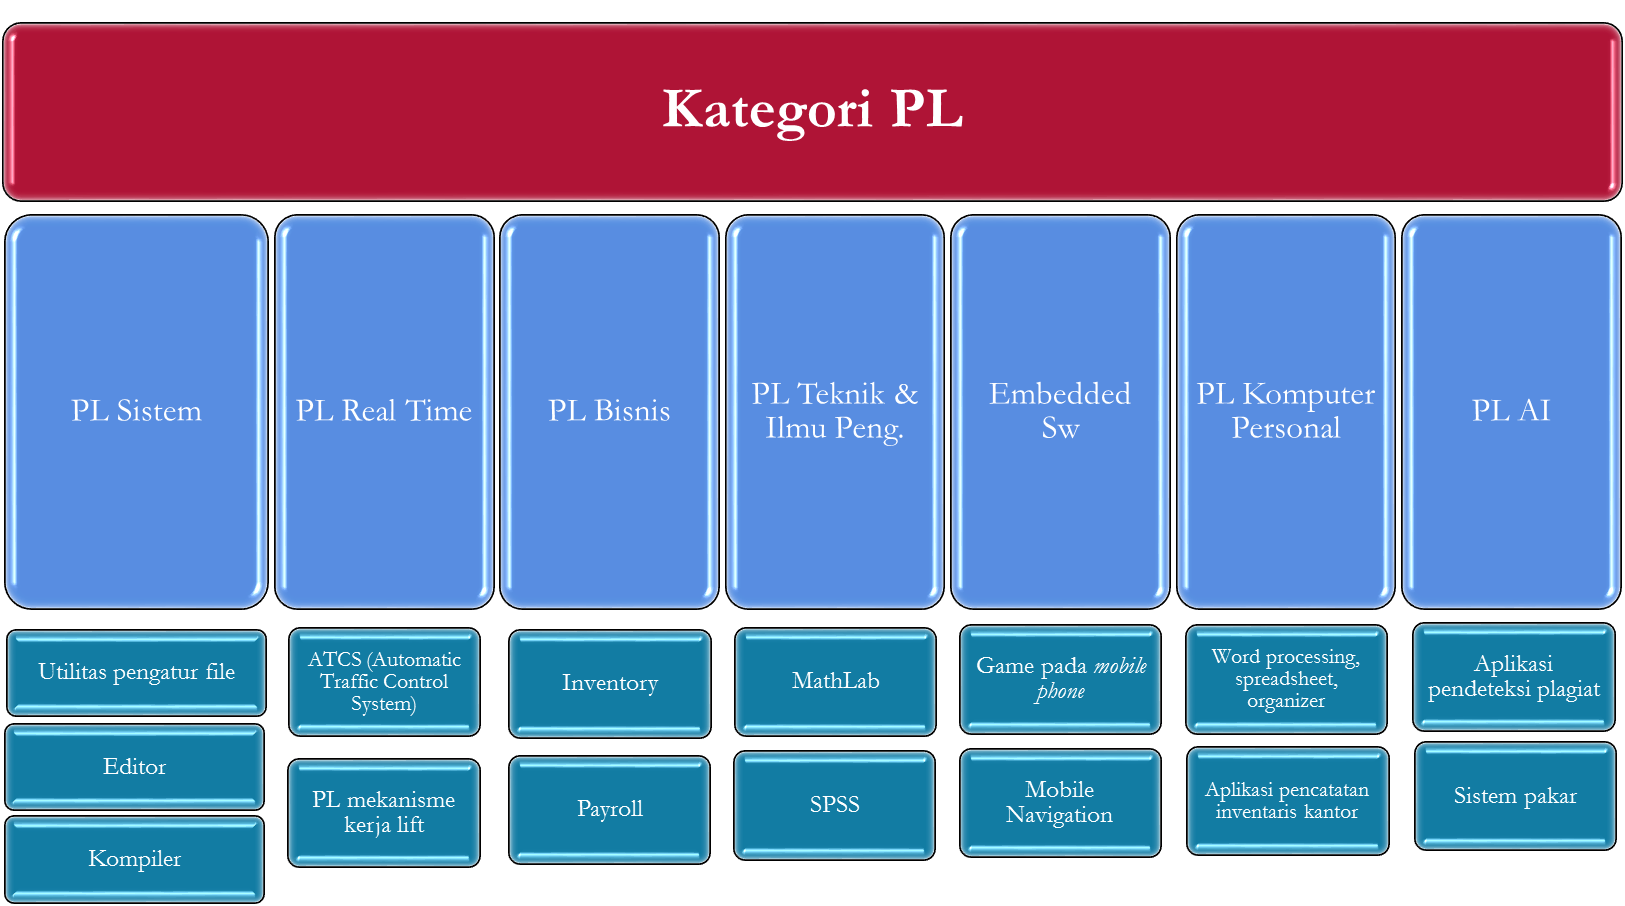 Kategori PL
PL Sistem
PL Real Time
PL Bisnis
PL Teknik &
Ilmu Peng.
Embedded
Sw
PL Komputer
Personal
PL AI
Utilitas pengatur file
Editor
Kompiler
ATCS (Automatic
Traffic Control
System)
PL mekanisme
kerja lift
Inventory
Payroll
MathLab
SPSS
Game pada mobile
phone
Mobile
Navigation
Word processing,
spreadsheet,
organizer
Aplikasi pencatatan
inventaris kantor
Aplikasi
pendeteksi plagiat
Sistem pakar